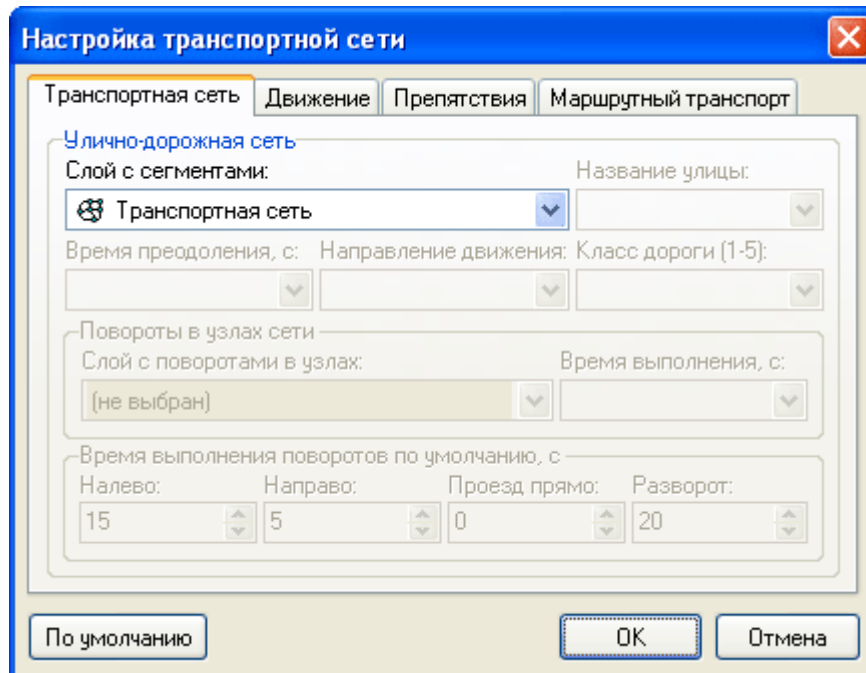 Настройка транспортной сети
Транспортная сеть Движение Препятствия Маршрутный транспорт
Улично-дорожная сеть
Слой с сегментами: Название улицы:
Транспортная сеть
Время преодоления, с: Направление движения: Класс дороги (1-5):
Повороты в узлах сети
Слой с поворотами в узлах: Время выполнения, с:
(не выбран)
Время выполнения поворотов по умолчанию, с
Налево: Направо: Проезд прямо: Разворот:
15 5 0 20
По умолчанию OK Отмена